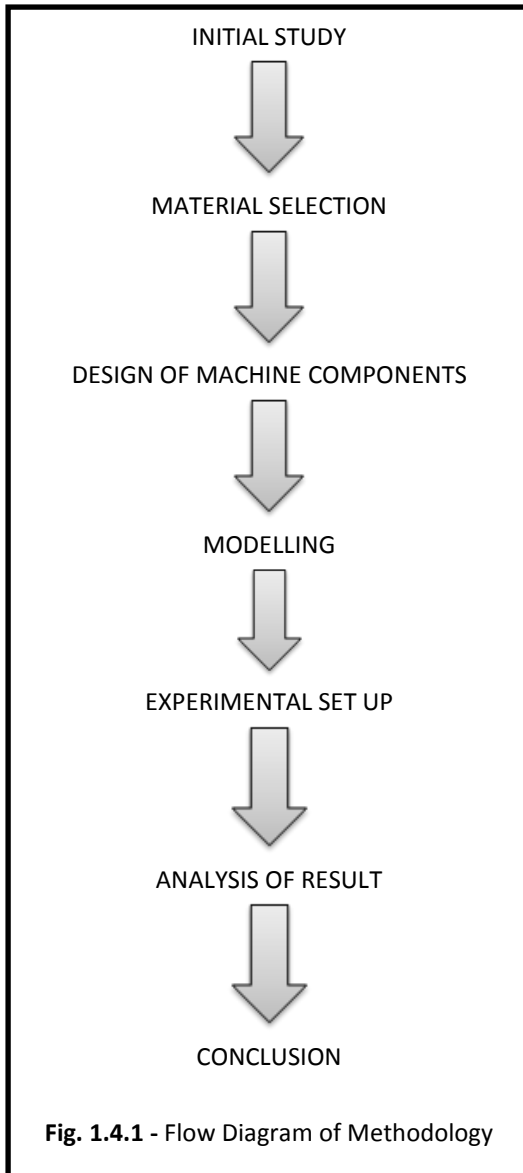 INITIAL STUDY
MATERIAL SELECTION
DESIGN OF MACHINE COMPONENTS
MODELLING
EXPERIMENTAL SET UP
ANALYSIS OF RESULT
CONCLUSION
Fig. 1.4.1 - Flow Diagram of Methodology